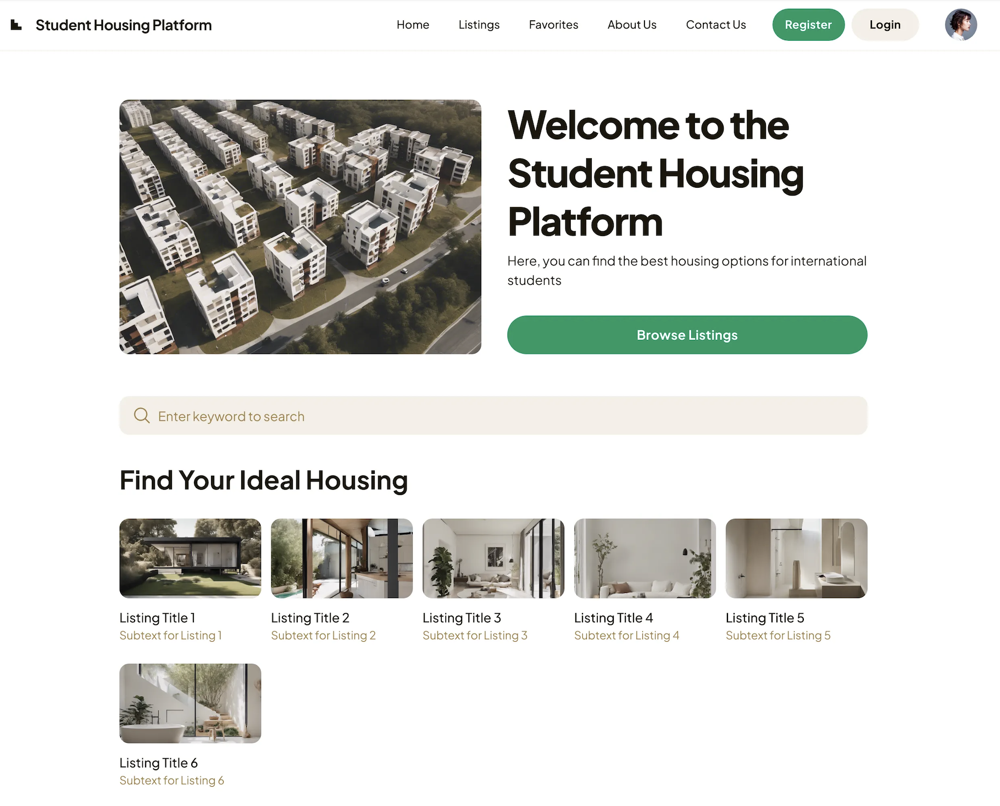 Student Housing Platform
Home
Listings
Favorites
About Us
Contact Us
Register
Login
Welcome to the
Student Housing
Platform
Here, you can find the best housing options for international
students
Browse Listings
Enter keyword to search
Find Your Ideal Housing
Listing Title 1
Subtext for Listing 1
Listing Title 2
Subtext for Listing 2
Listing Title 3
Subtext for Listing 3
Listing Title 4
Subtext for Listing 4
Listing Title 5
Subtext for Listing 5
Listing Title 6
Subtext for Listing 6